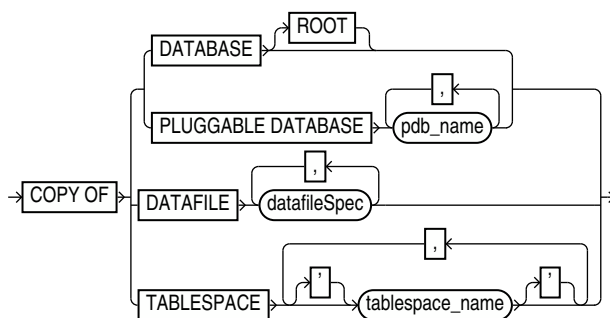 ROOT
DATABASE
,
PLUGGABLE DATABASE pdb_name
,
COPY OF DATAFILE datafileSpec
,
' '
TABLESPACE tablespace_name